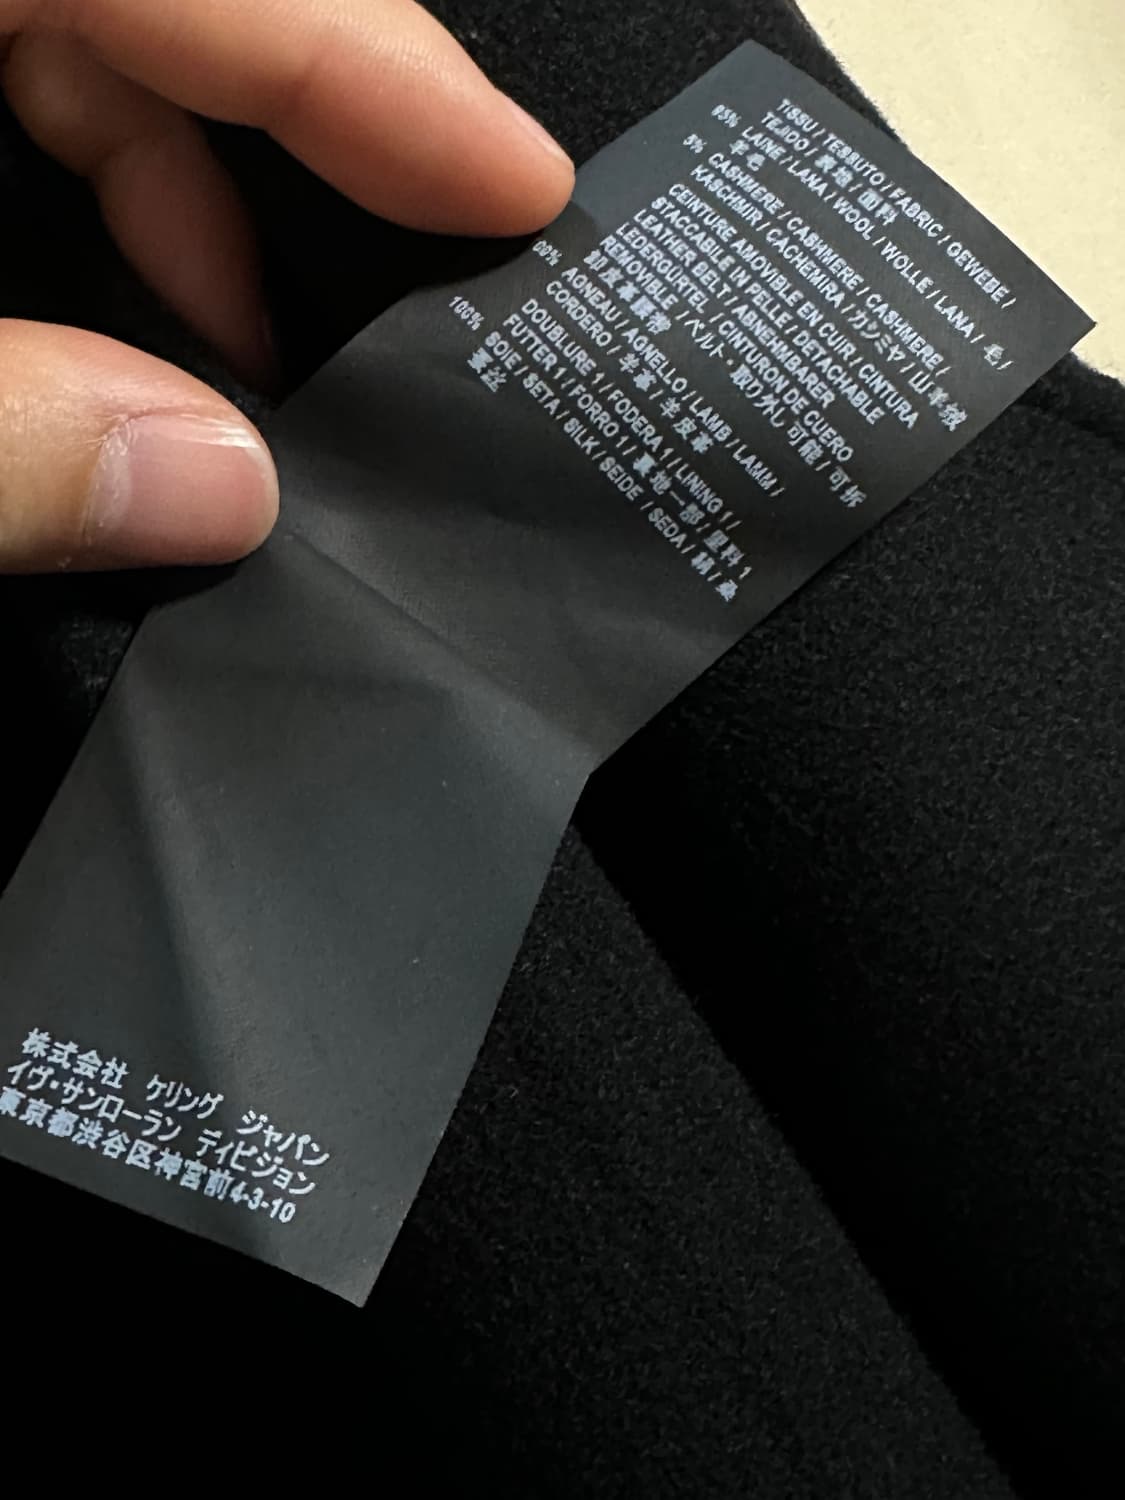 TISSU / TESSUTO / FABRIC / GEWEBE /
TEJIDO / 表地 / 面料
95% LAINE / LANA / WOOL / WOLLE / LANA / 毛 /
羊毛
5% CASHMERE / CASHMERE / CASHMERE /
KASCHMIR / CACHEMIRA / カシミヤ / 山羊绒
CEINTURE AMOVIBLE EN CUIR / CINTURA
STACCABILE IN PELLE / DETACHABLE
LEATHER BELT / ABNEHMBARER
LEDERGÜRTEL / CINTURON DE CUERO
REMOVIBLE / ベルト・取り外し可能 / 可拆
卸皮革腰带
100% AGNEAU / AGNELLO / LAMB / LAMM /
CORDERO / 羊革 / 羊皮革
DOUBLURE 1 / FODERA 1 / LINING 1 /
FUTTER 1 / FORRO 1 / 裏地一部 / 里料 1
100% SOIE / SETA / SILK / SEIDE / SEDA / 絹 / 桑
蚕丝
株式会社 ケリング ジャパン
イヴ・サンローラン ディビジョン
東京都渋谷区神宮前4-3-10